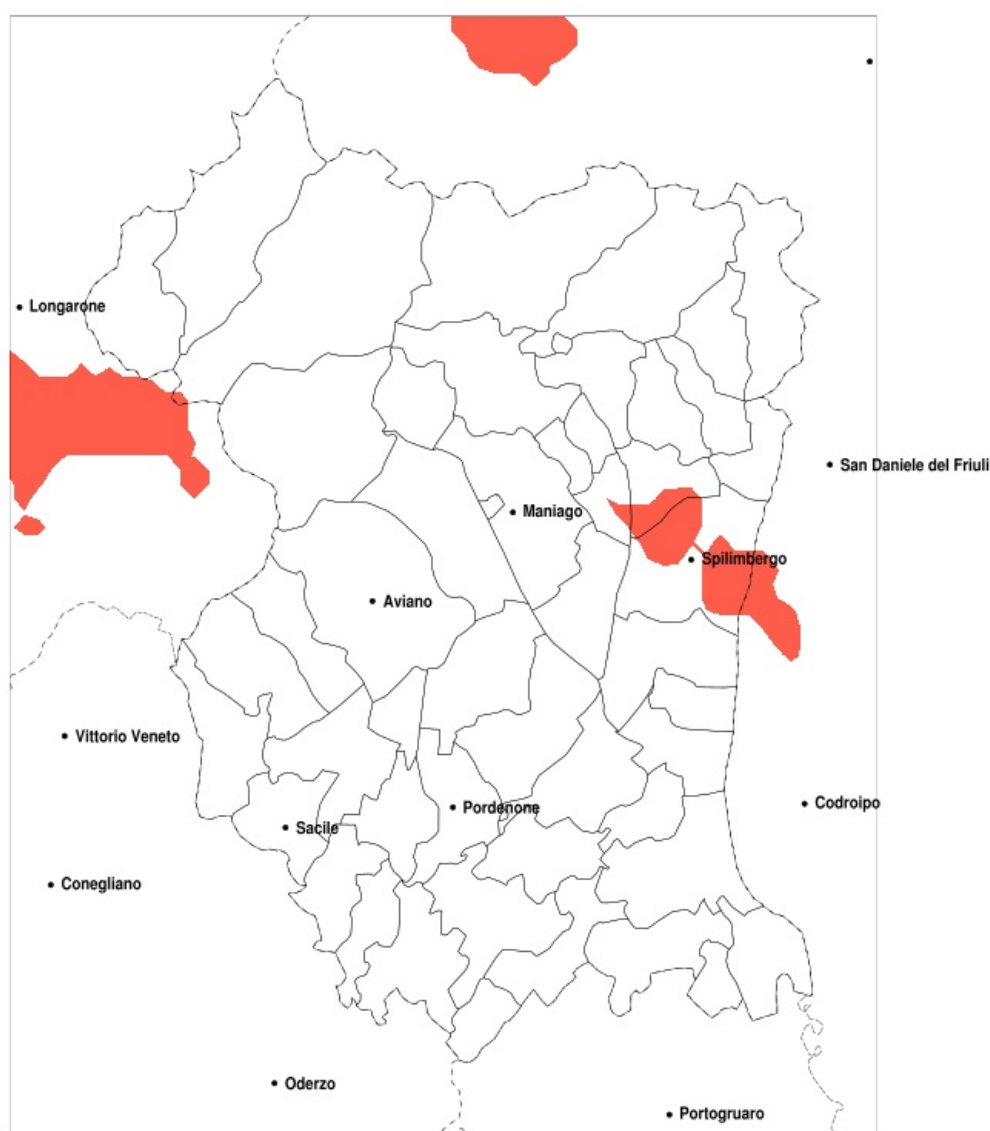 Longarone
San Daniele del Friuli
Maniago
Spilimbergo
Aviano
Vittorio Veneto
Codroipo
Pordenone
Sacile
Conegliano
Oderzo
Portogruaro